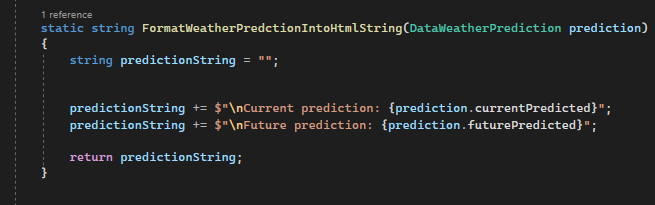 1 reference
static string FormatWeatherPredctionIntoHtmlString(DataWeatherPrediction prediction)
{
string predictionString = "";
predictionString += $"\nCurrent prediction: {prediction.currentPredicted}";
predictionString += $"\nFuture prediction: {prediction.futurePredicted}";
return predictionString;
}